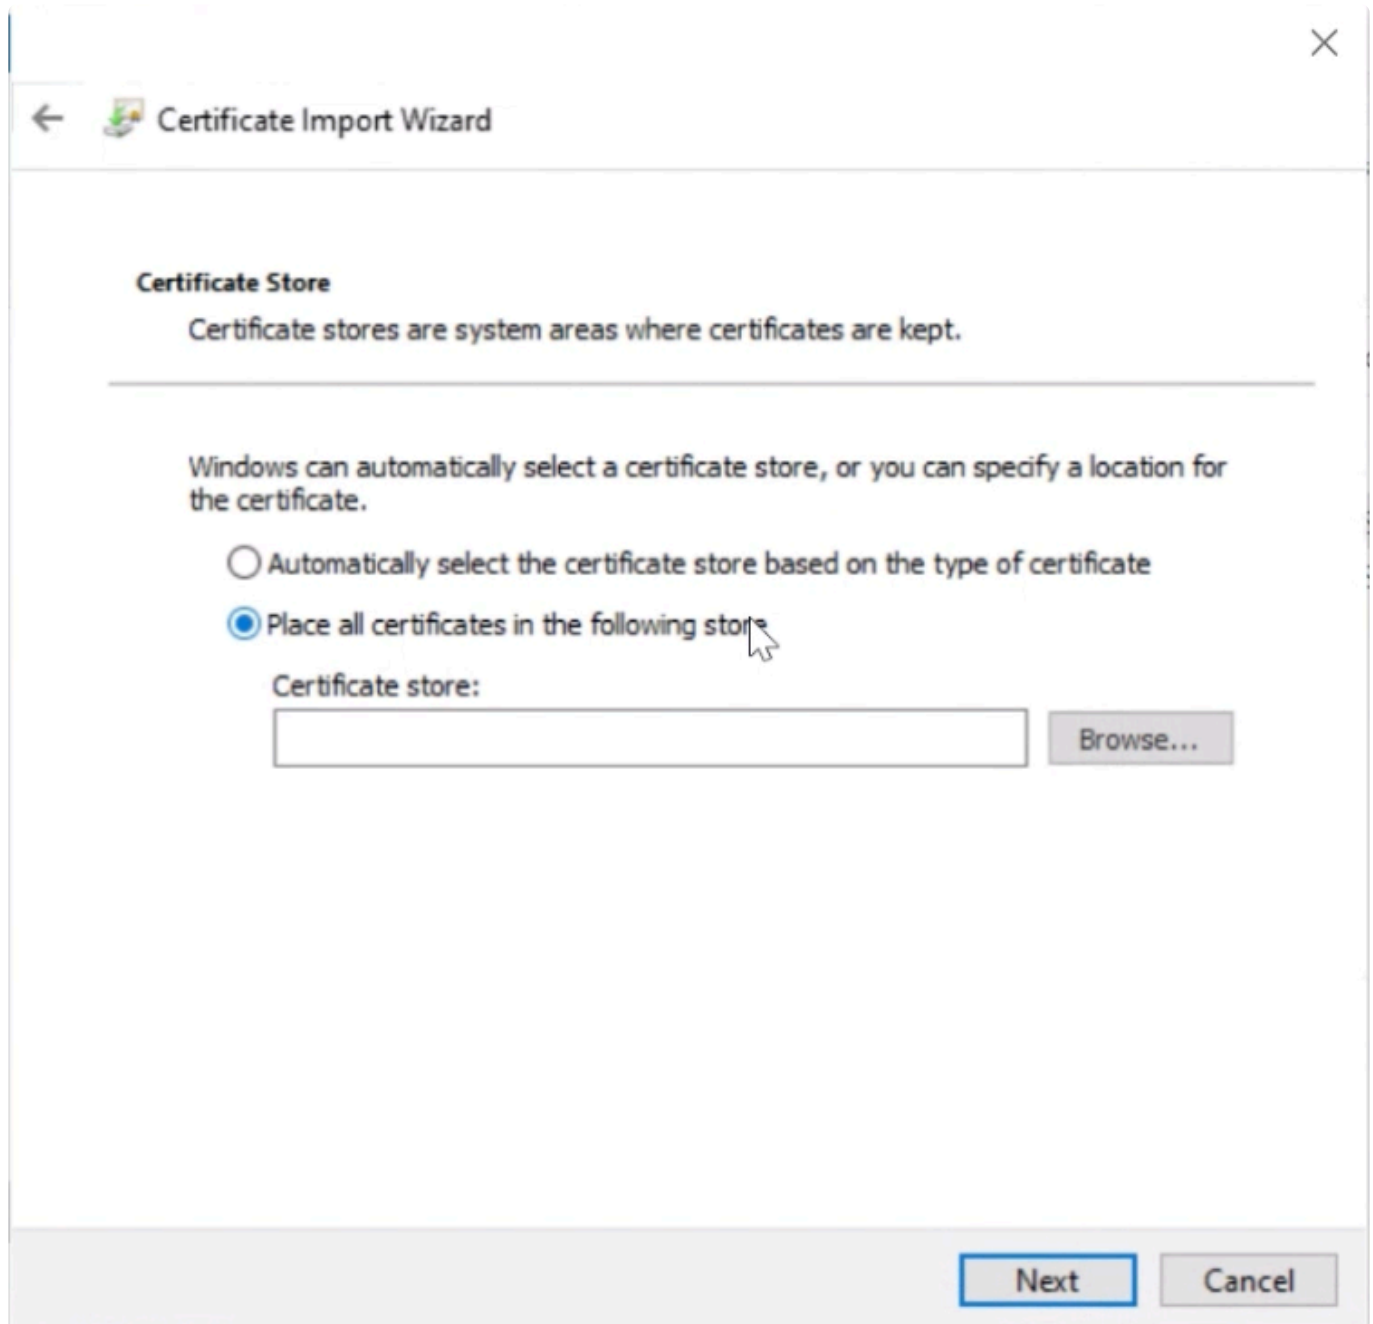 Certificate Import Wizard
Certificate Store
Certificate stores are system areas where certificates are kept.
Windows can automatically select a certificate store, or you can specify a location for
the certificate.
Automatically select the certificate store based on the type of certificate
Place all certificates in the following store
Certificate store:
Browse...
Next
Cancel